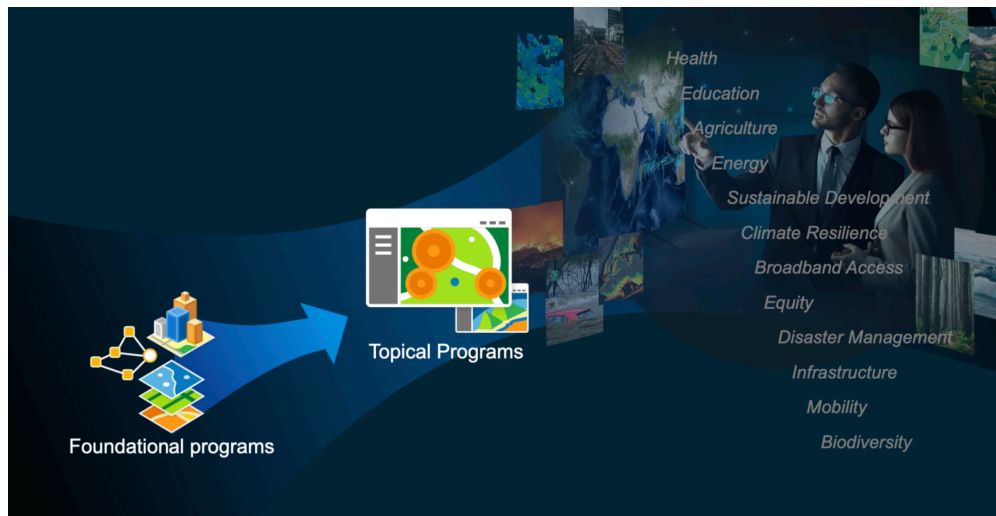 Health
Education
Agriculture
Energy
Sustainable Development
Climate Resilience
Broadband Access
Equity
Topical Programs
Disaster Management
Infrastructure
Mobility
Biodiversity
Foundational programs